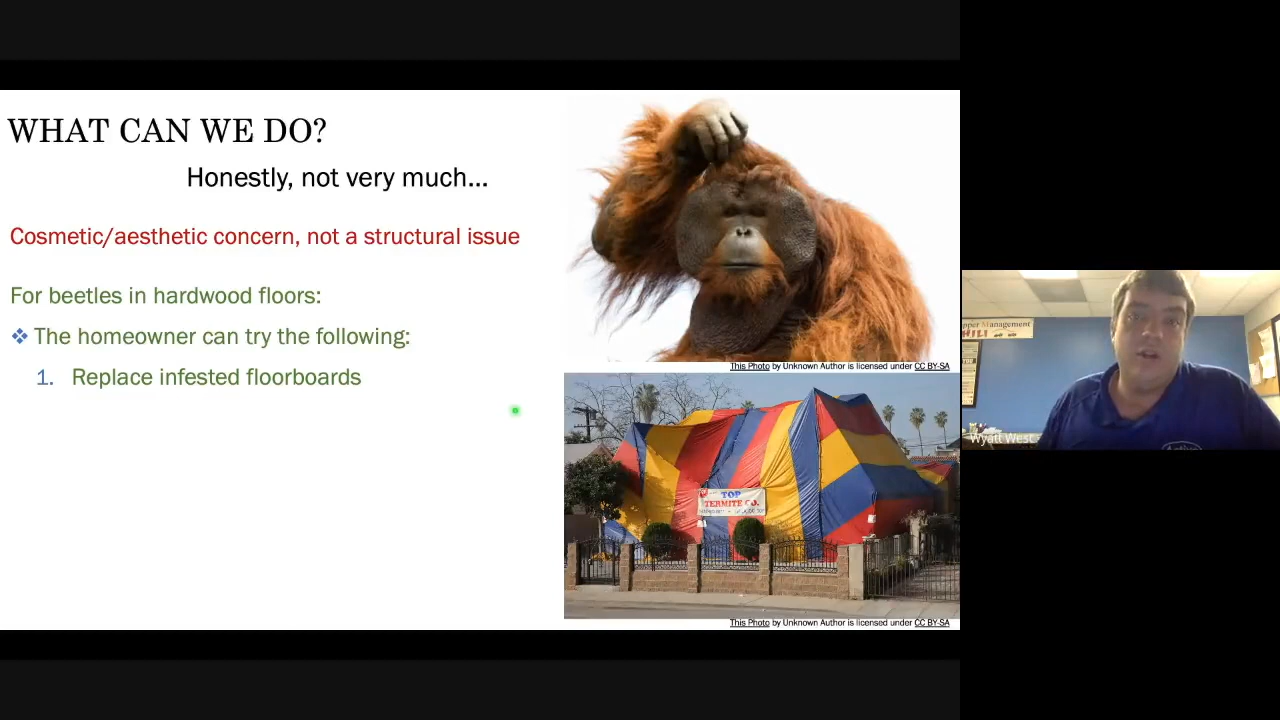 WHAT CAN WE DO?
Honestly, not very much...
Cosmetic/aesthetic concern, not a structural issue
For beetles in hardwood floors:
❖ The homeowner can try the following:
1. Replace infested floorboards
This Photo by Unknown Author is licensed under CC BY-SA
TOP
TERMITE CO.
This Photo by Unknown Author is licensed under CC BY-SA
pper Management
Wyatt West